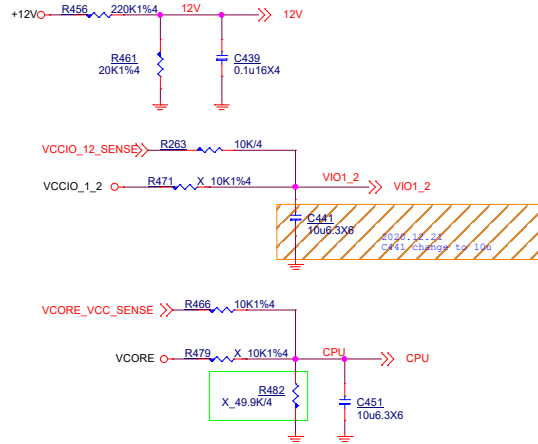 +12V R456 220K1%4 12V 12V
R461 C439
20K1%4 0.1u16X4
VCCIO_12_SENSE R263 10K/4
VCCIO_1_2 R471 X_10K1%4 VIO1_2 VIO1_2
C441
10u6.3X6
2020.12.21
C441 change to 10u
VCORE_VCC_SENSE R466 10K1%4
VCORE R479 X_10K1%4 CPU CPU
R482
X_49.9K/4
C451
10u6.3X6